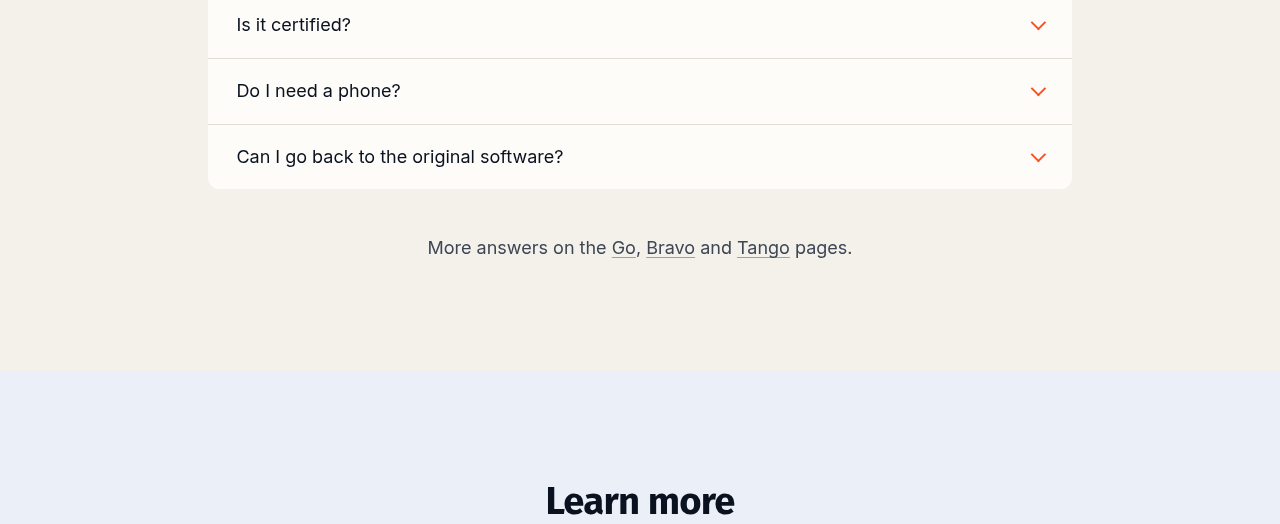 Is it certified?
Do I need a phone?
Can I go back to the original software?
More answers on the Go, Bravo and Tango pages.
Learn more